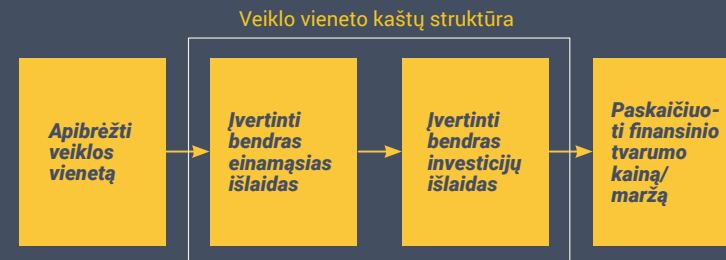 Veiklo vieneto kaštų struktūra
Apibrėžti
veiklos
vienetą
Įvertinti
bendras
einamąsias
išlaidas
Įvertinti
bendras
investicijų
išlaidas
Paskaičiuo-
ti finansinio
tvarumo
kainą/
maržą